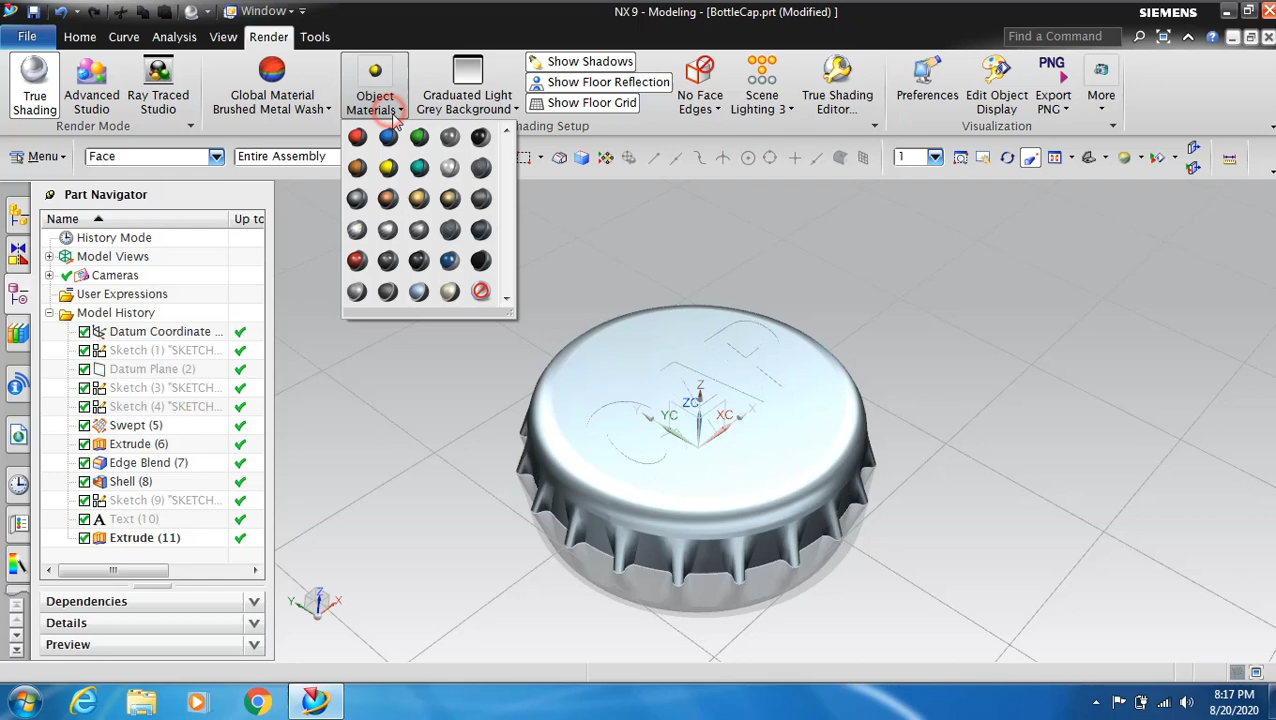 Window
NX 9 - Modeling - [BottleCap.prt (Modified) ]
SIEMENS
File
Home
Curve
Analysis
View
Render
Tools
Find a Command
True
Shading
Advanced
Studio
Ray Traced
Studio
Global Material
Brushed Metal Wash
Object
Materials
Graduated Light
Grey Background
Show Shadows
Show Floor Reflection
Show Floor Grid
No Face
Edges
Scene
Lighting 3
True Shading
Editor...
Preferences
Edit Object
Display
PNG
Export
PNG
More
Render Mode
hading Setup
Visualization
Menu
Face
Entire Assembly
1
Part Navigator
Name
Up to
History Mode
Model Views
Cameras
User Expressions
Model History
Datum Coordinate ...
Sketch (1) "SKETCH...
Datum Plane (2)
Sketch (3) "SKETCH...
Sketch (4) "SKETCH...
Swept (5)
Extrude (6)
Edge Blend (7)
Shell (8)
Sketch (9) "SKETCH...
Text (10)
Extrude (11)
Dependencies
Details
Preview
Z
ZC
YC
XC
Y
X
Z
Y
X
8:17 PM
8/20/2020